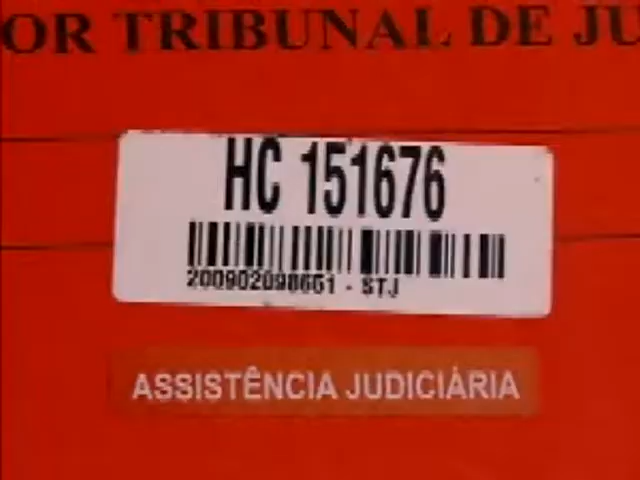 OR TRIBUNAL DE JU
HC 151676
200902098661 - STJ
ASSISTÊNCIA JUDICIÁRIA